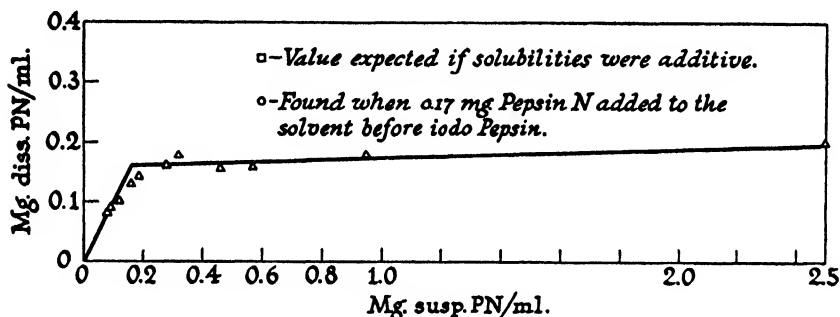 0.4
□-Value expected if solubilities were additive.
0.3
o-Found when 0.17 mg Pepsin N added to the
solvent before iodo Pepsin.
0.2
0.1
0
Mg. diss. PN/ml.
0 0.2 0.4 0.6 0.8 1.0 2.0 2.5
Mg. susp. PN/ml.